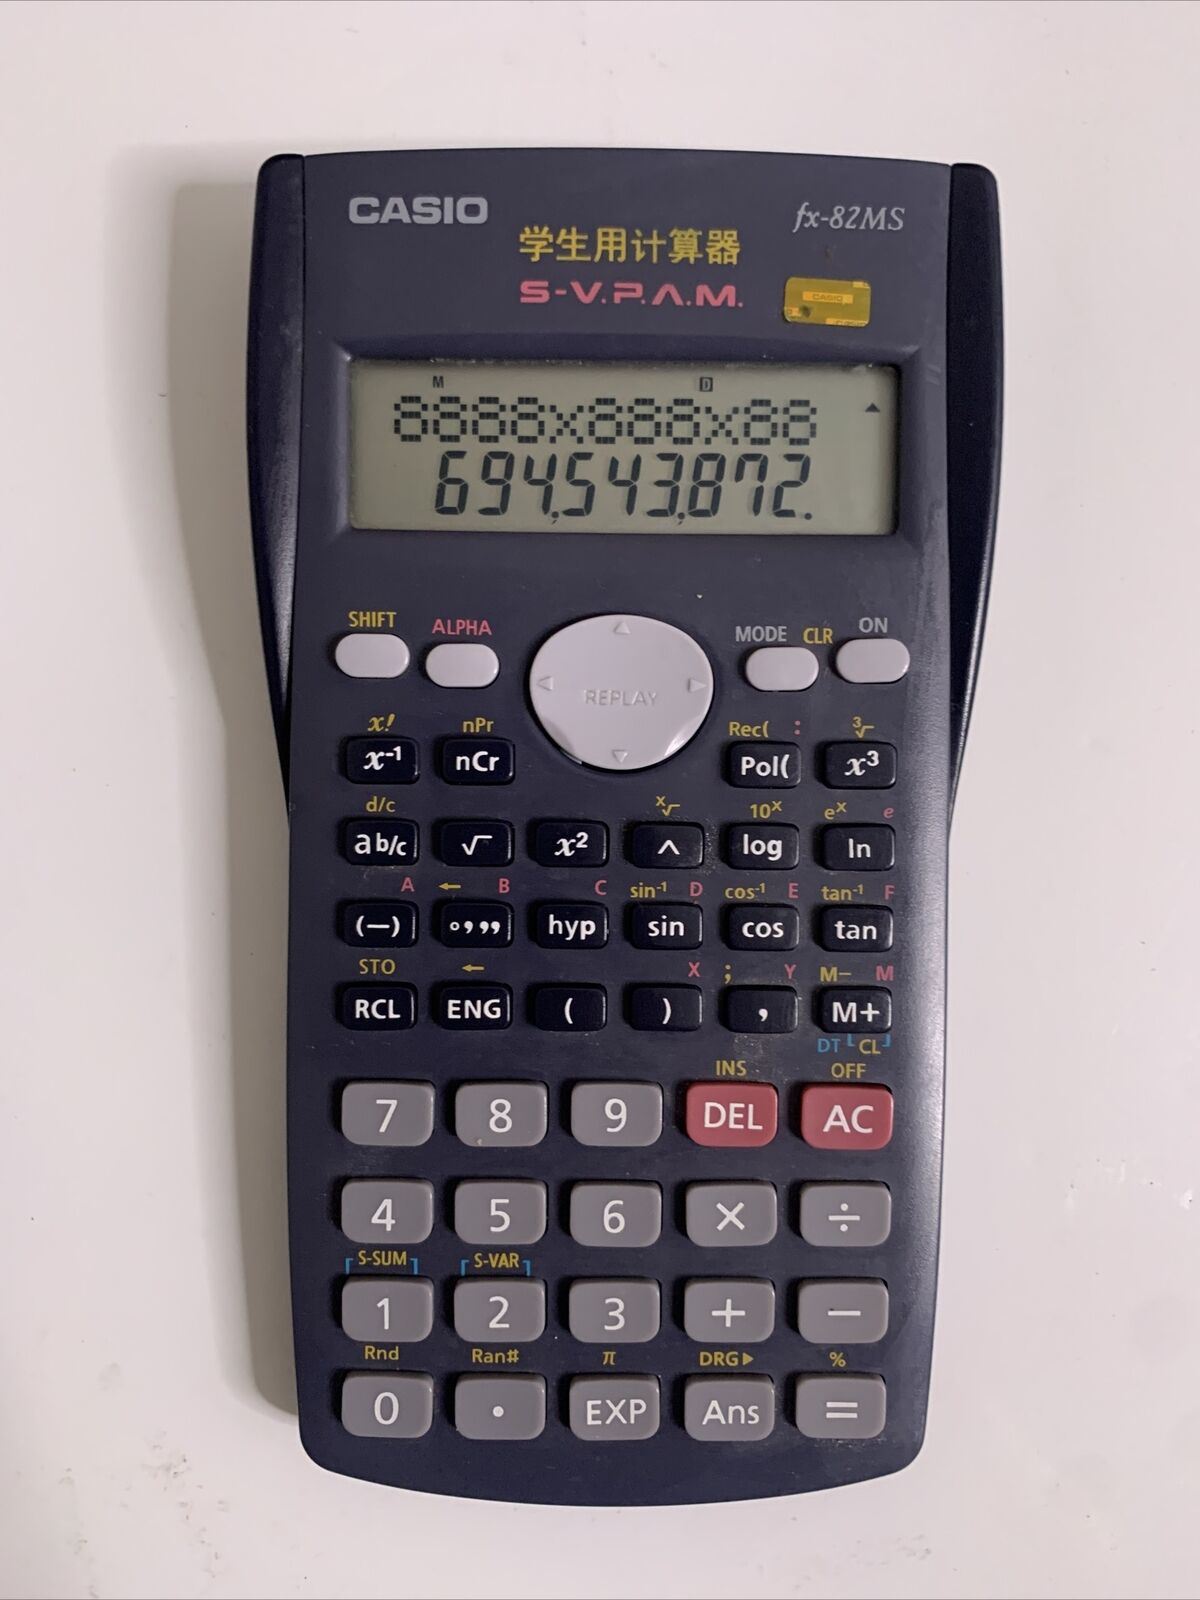 CASIO fx-82MS
学生用计算器
S-V.P.A.M.
CASIO
M D
8888x888x88
694,543,872.
SHIFT ALPHA MODE CLR ON
REPLAY
x! nPr Rec( : ³√
x⁻¹ nCr Pol( x³
d/c ˣ√ 10ˣ eˣ e
ab/c √ x² ^ log ln
A ← B C sin⁻¹ D cos⁻¹ E tan⁻¹ F
(−) °,,, hyp sin cos tan
STO ← X ; Y M− M
RCL ENG ( ) , M+
DT CL
INS OFF
7 8 9 DEL AC
4 5 6 × ÷
S-SUM S-VAR
1 2 3 + −
Rnd Ran# π DRG▶ %
0 . EXP Ans =